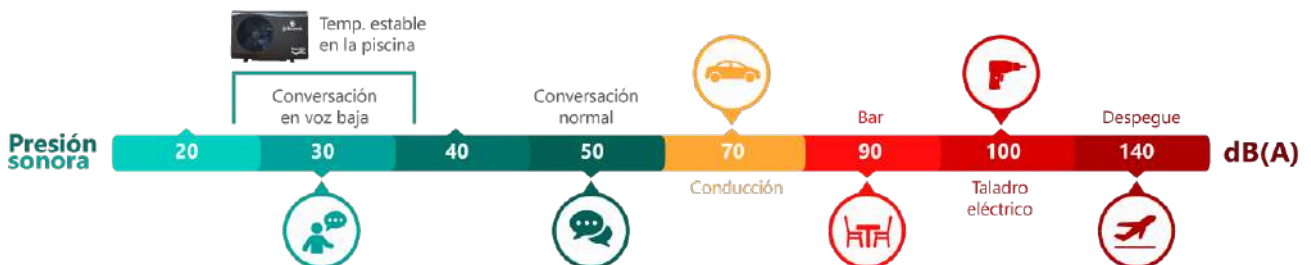 Temp. estable
en la piscina
Conversación
en voz baja
Conversación
normal
Bar
Despegue
Presión
sonora
20
30
40
50
70
90
100
140
dB(A)
Conducción
Taladro
eléctrico